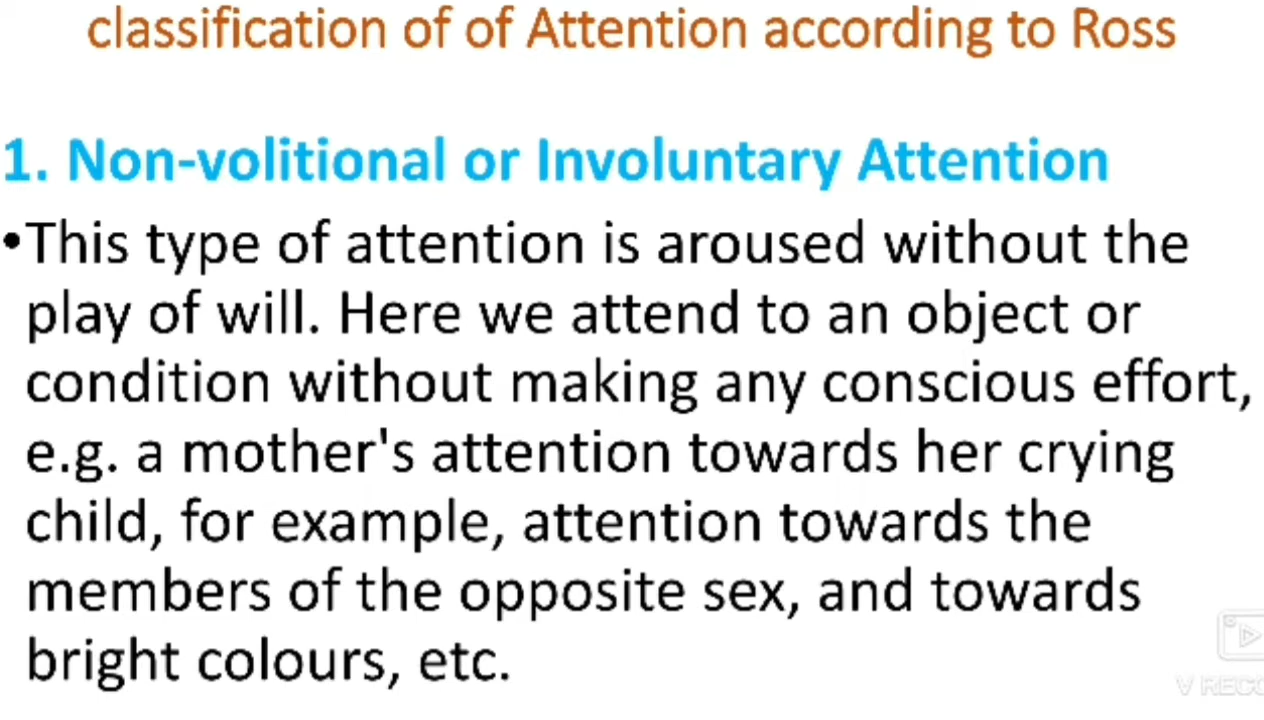 classification of of Attention according to Ross
1. Non-volitional or Involuntary Attention
•This type of attention is aroused without the
play of will. Here we attend to an object or
condition without making any conscious effort,
e.g. a mother's attention towards her crying
child, for example, attention towards the
members of the opposite sex, and towards
bright colours, etc.